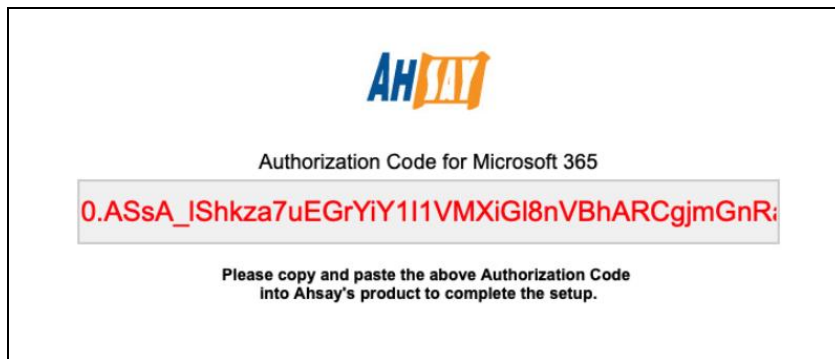 AHSAY
Authorization Code for Microsoft 365
0.ASsA_lShkza7uEGrYiY1I1VMXiGl8nVBhARCgjmGnRa
Please copy and paste the above Authorization Code
into Ahsay's product to complete the setup.